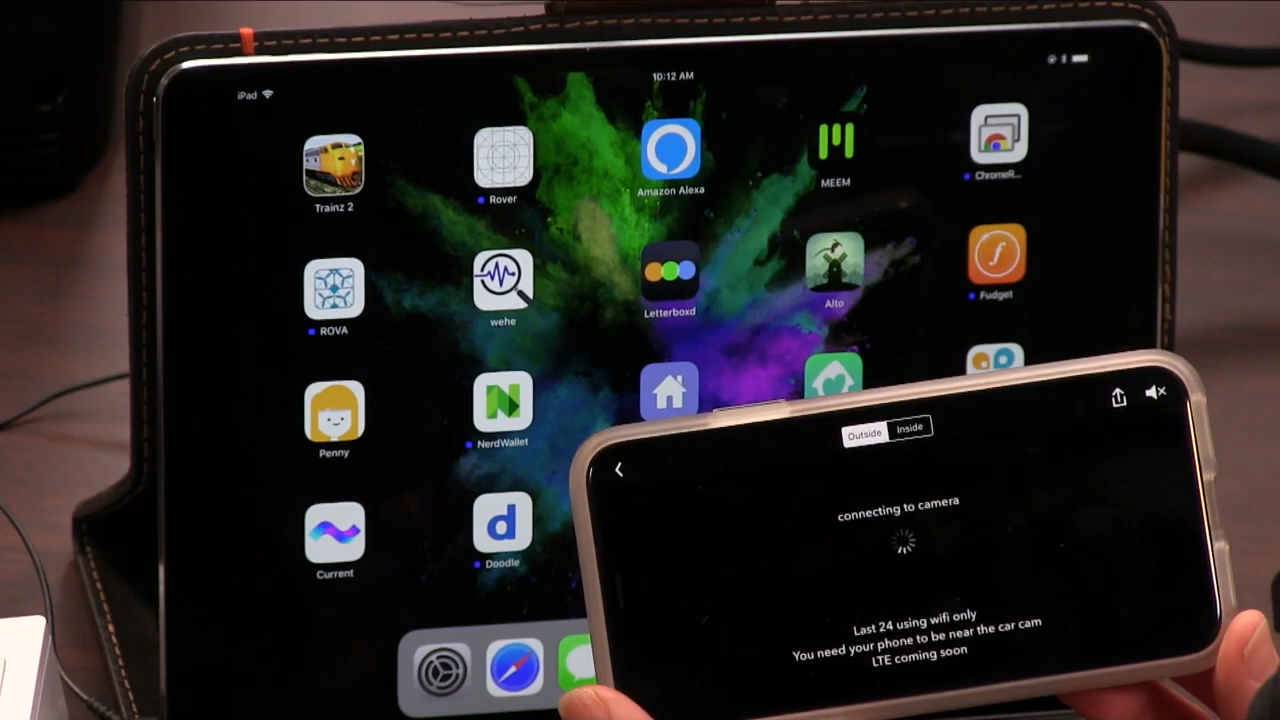 iPad
10:12 AM
Trainz 2
Rover
Amazon Alexa
MEEM
ChromeR...
ROVA
wehe
Letterboxd
Alto
Fudget
Penny
NerdWallet
Current
Doodle
Outside
Inside
connecting to camera
Last 24 using wifi only
You need your phone to be near the car cam
LTE coming soon